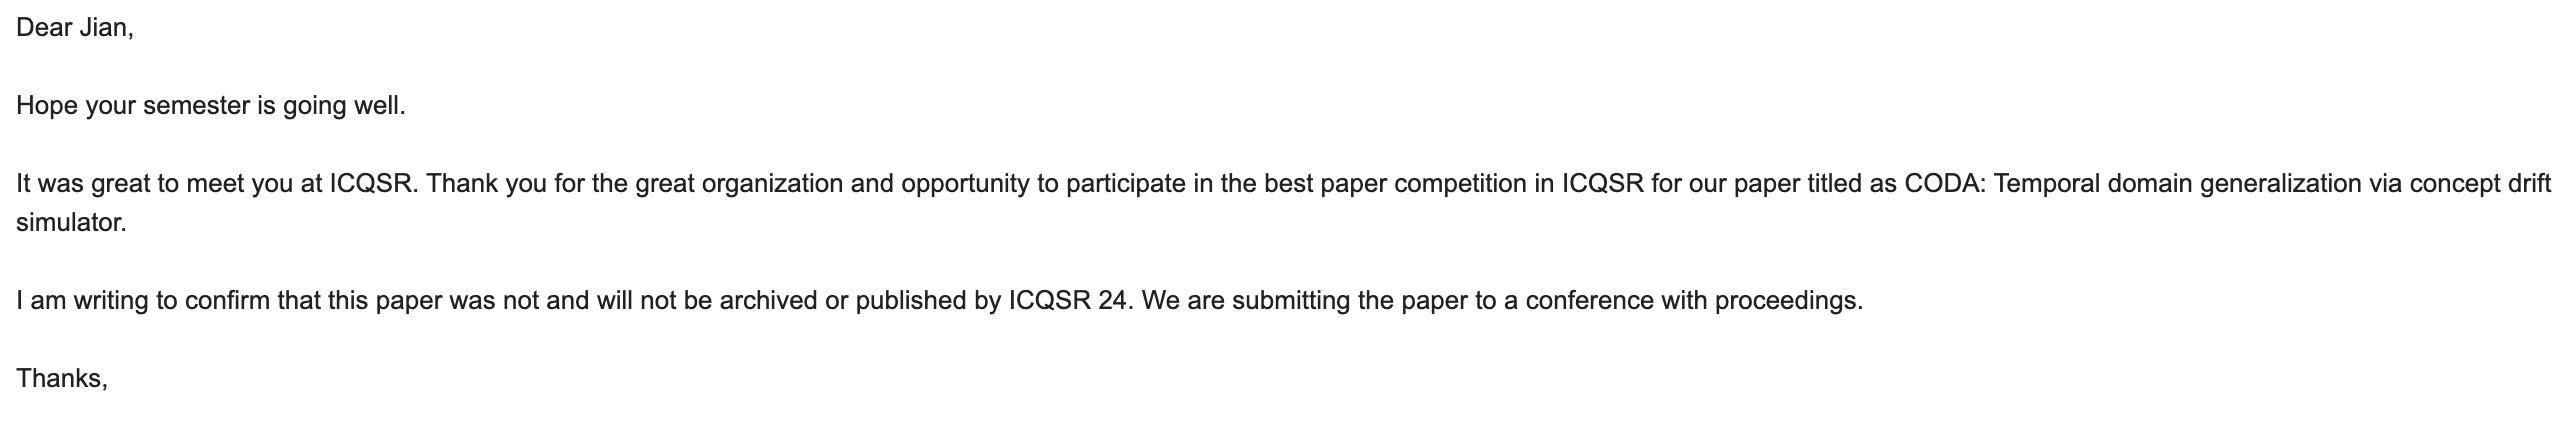 Dear Jian,
Hope your semester is going well.
It was great to meet you at ICQSR. Thank you for the great organization and opportunity to participate in the best paper competition in ICQSR for our paper titled as CODA: Temporal domain generalization via concept drift
simulator.
I am writing to confirm that this paper was not and will not be archived or published by ICQSR 24. We are submitting the paper to a conference with proceedings.
Thanks,